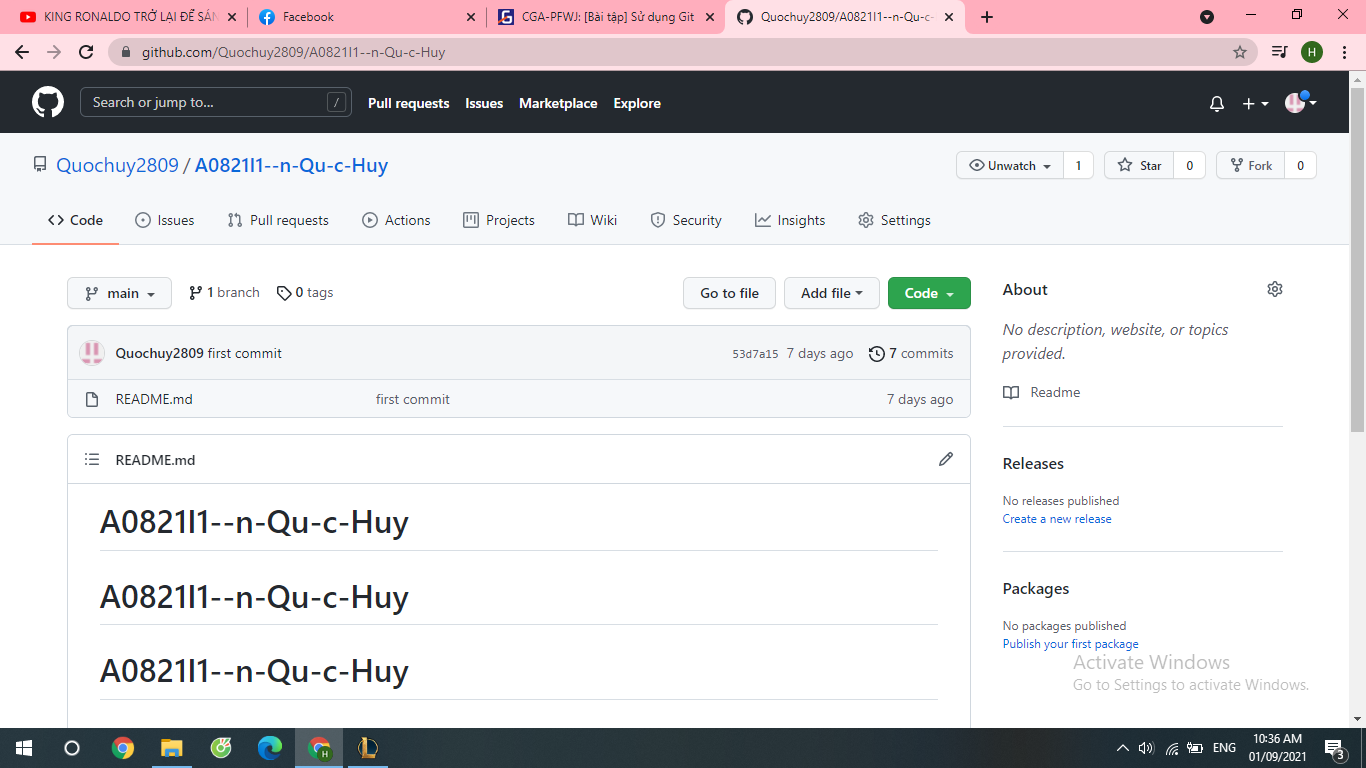 KING RONALDO TRỞ LẠI ĐỂ SÁN
Facebook
CGA-PFWJ: [Bài tập] Sử dụng Git
Quochuy2809/A0821I1--n-Qu-c-
github.com/Quochuy2809/A0821I1--n-Qu-c-Huy
H
Search or jump to...
/
Pull requests Issues Marketplace Explore
Quochuy2809 / A0821I1--n-Qu-c-Huy
Unwatch 1 Star 0 Fork 0
Code Issues Pull requests Actions Projects Wiki Security Insights Settings
main 1 branch 0 tags Go to file Add file Code
Quochuy2809 first commit 53d7a15 7 days ago 7 commits
README.md first commit 7 days ago
README.md
A0821I1--n-Qu-c-Huy
A0821I1--n-Qu-c-Huy
A0821I1--n-Qu-c-Huy
About
No description, website, or topics
provided.
Readme
Releases
No releases published
Create a new release
Packages
No packages published
Publish your first package
Activate Windows
Go to Settings to activate Windows.
H
ENG
10:36 AM
01/09/2021
3